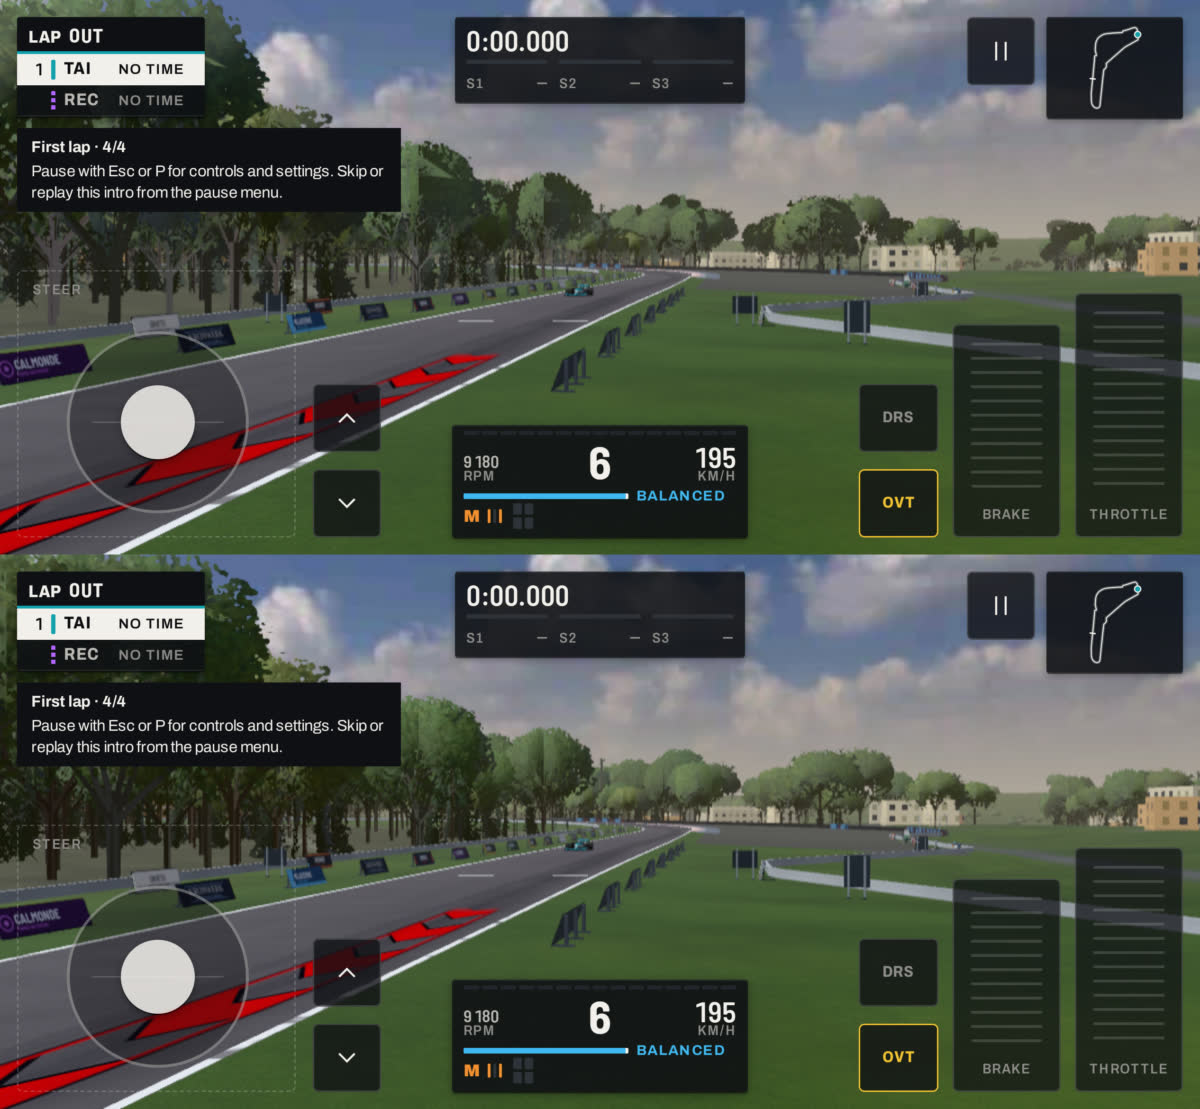 LAP OUT
1 TAI NO TIME
REC NO TIME
0:00.000
S1 – S2 – S3 –
First lap · 4/4
Pause with Esc or P for controls and settings. Skip or
replay this intro from the pause menu.
STEER
CALMONDE
DRS
9 180
RPM
6
195
KM/H
BALANCED
M
OVT
BRAKE
THROTTLE
LAP OUT
1 TAI NO TIME
REC NO TIME
0:00.000
S1 – S2 – S3 –
First lap · 4/4
Pause with Esc or P for controls and settings. Skip or
replay this intro from the pause menu.
STEER
CALMONDE
DRS
9 180
RPM
6
195
KM/H
BALANCED
M
OVT
BRAKE
THROTTLE